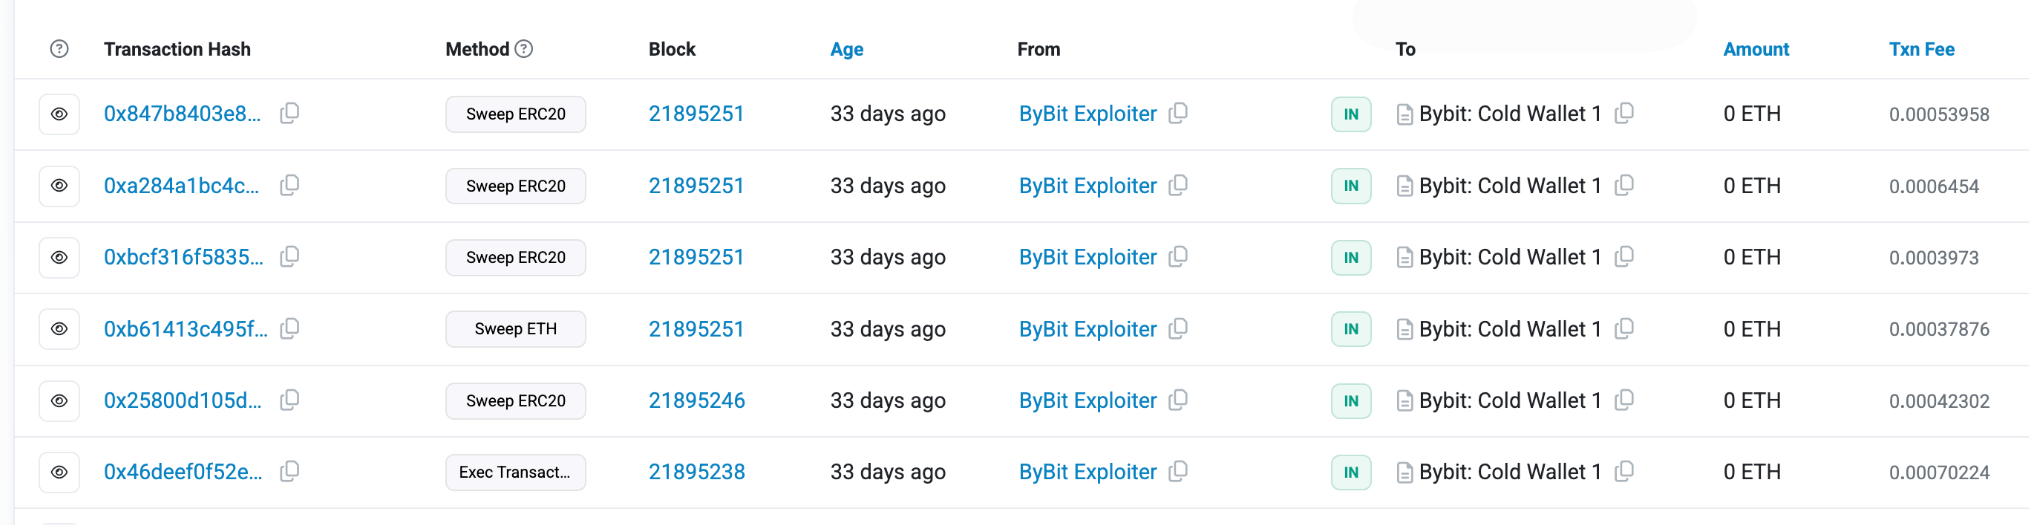 Transaction Hash Method Block Age From To Amount Txn Fee
0x847b8403e8... Sweep ERC20 21895251 33 days ago ByBit Exploiter IN Bybit: Cold Wallet 1 0 ETH 0.00053958
0xa284a1bc4c... Sweep ERC20 21895251 33 days ago ByBit Exploiter IN Bybit: Cold Wallet 1 0 ETH 0.0006454
0xbcf316f5835... Sweep ERC20 21895251 33 days ago ByBit Exploiter IN Bybit: Cold Wallet 1 0 ETH 0.0003973
0xb61413c495f... Sweep ETH 21895251 33 days ago ByBit Exploiter IN Bybit: Cold Wallet 1 0 ETH 0.00037876
0x25800d105d... Sweep ERC20 21895246 33 days ago ByBit Exploiter IN Bybit: Cold Wallet 1 0 ETH 0.00042302
0x46deef0f52e... Exec Transact... 21895238 33 days ago ByBit Exploiter IN Bybit: Cold Wallet 1 0 ETH 0.00070224